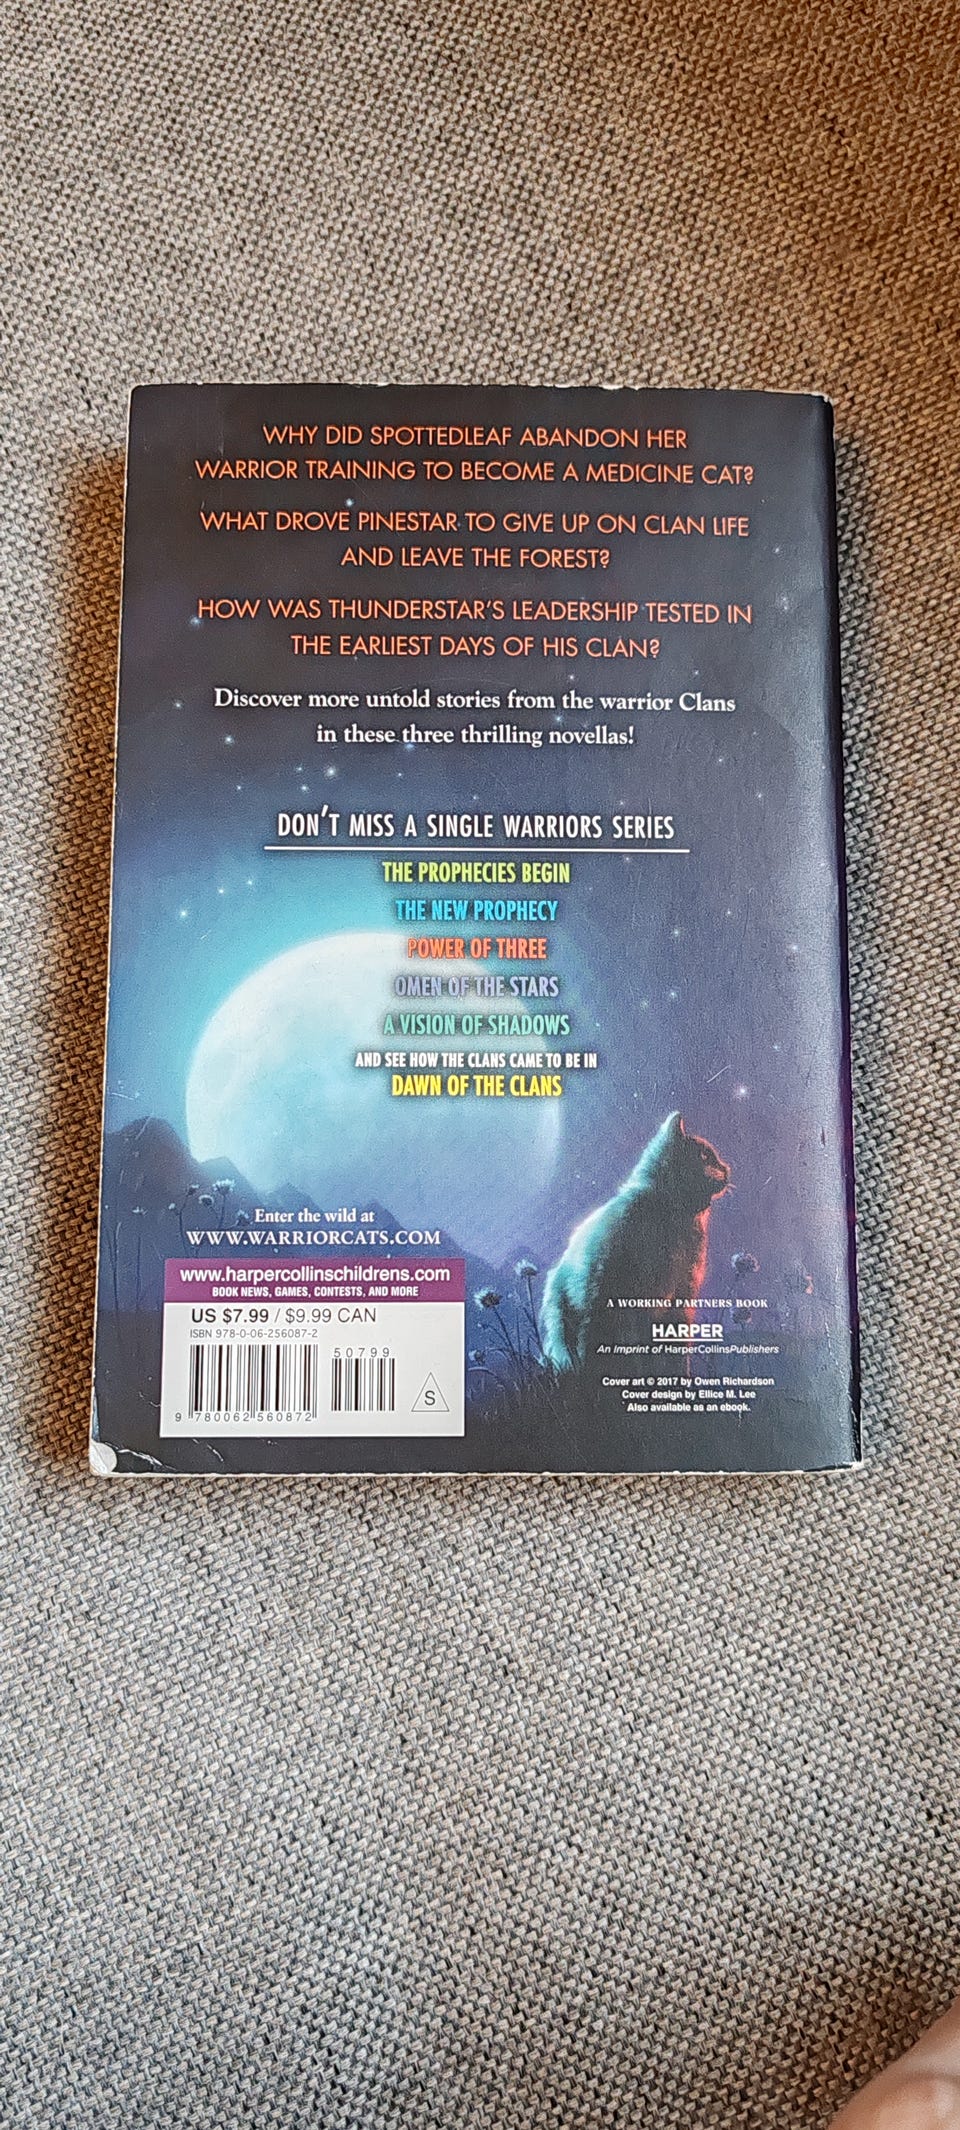 WHY DID SPOTTEDLEAF ABANDON HER
WARRIOR TRAINING TO BECOME A MEDICINE CAT?
WHAT DROVE PINESTAR TO GIVE UP ON CLAN LIFE
AND LEAVE THE FOREST?
HOW WAS THUNDERSTAR'S LEADERSHIP TESTED IN
THE EARLIEST DAYS OF HIS CLAN?
Discover more untold stories from the warrior Clans
in these three thrilling novellas!
DON'T MISS A SINGLE WARRIORS SERIES
THE PROPHECIES BEGIN
THE NEW PROPHECY
POWER OF THREE
OMEN OF THE STARS
A VISION OF SHADOWS
AND SEE HOW THE CLANS CAME TO BE IN
DAWN OF THE CLANS
Enter the wild at
WWW.WARRIORCATS.COM
www.harpercollinschildrens.com
BOOK NEWS, GAMES, CONTESTS, AND MORE
US $7.99 / $9.99 CAN
ISBN 978-0-06-256087-2
50799
9 780062 560872
S
A WORKING PARTNERS BOOK
HARPER
An Imprint of HarperCollinsPublishers
Cover art © 2017 by Owen Richardson
Cover design by Ellice M. Lee
Also available as an ebook.